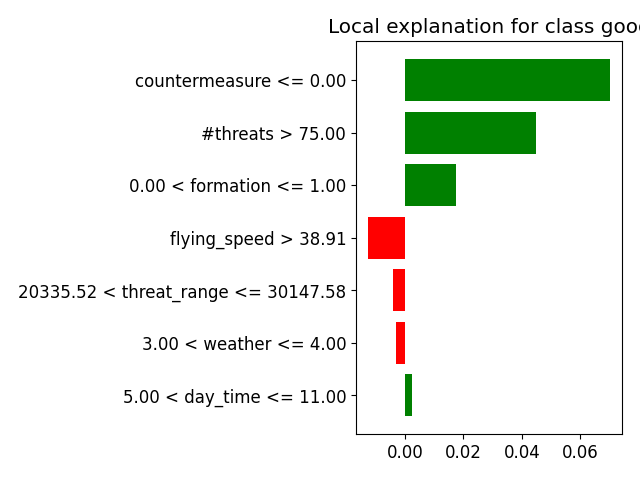 Local explanation for class good
countermeasure <= 0.00
#threats > 75.00
0.00 < formation <= 1.00
flying_speed > 38.91
20335.52 < threat_range <= 30147.58
3.00 < weather <= 4.00
5.00 < day_time <= 11.00
0.00 0.02 0.04 0.06